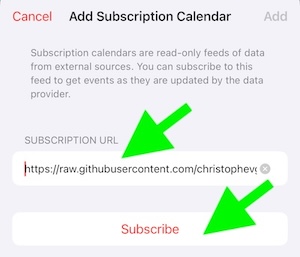 Cancel Add Subscription Calendar Add
Subscription calendars are read-only feeds of data
from external sources. You can subscribe to this
feed to get events as they are updated by the data
provider.
SUBSCRIPTION URL
https://raw.githubusercontent.com/christophevg
Subscribe